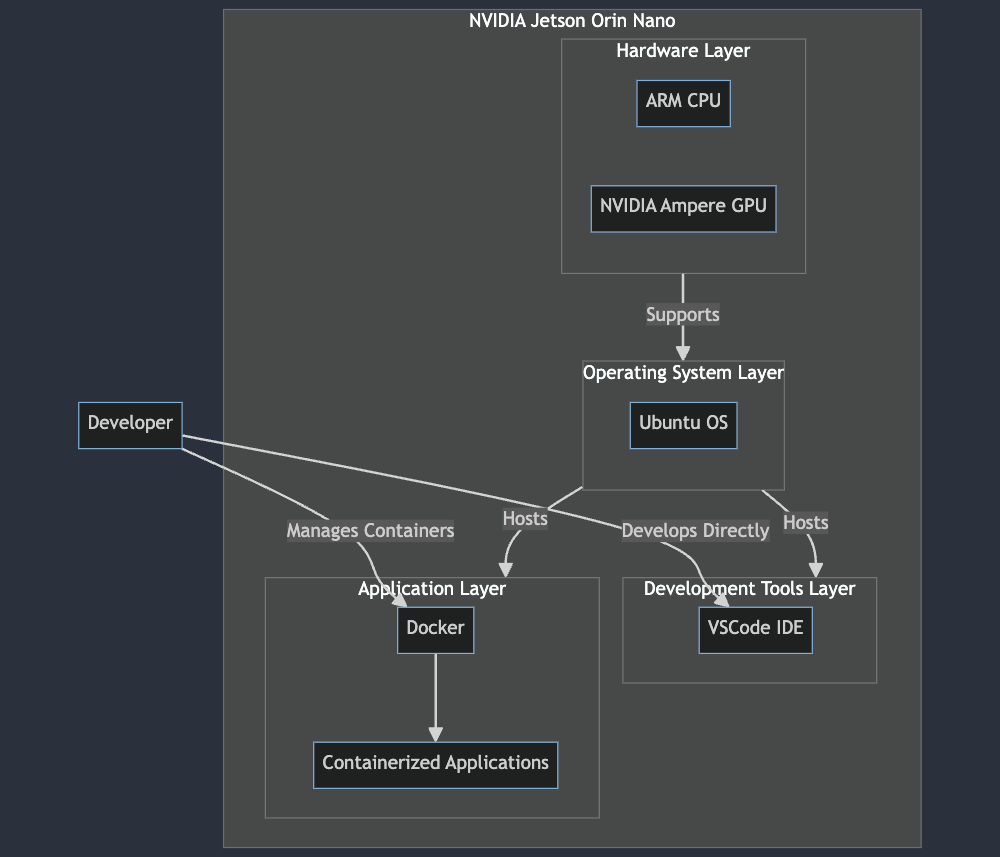 NVIDIA Jetson Orin Nano
Hardware Layer
ARM CPU
NVIDIA Ampere GPU
Supports
Operating System Layer
Ubuntu OS
Developer
Hosts
Hosts
Manages Containers
Develops Directly
Application Layer
Development Tools Layer
Docker
VSCode IDE
Containerized Applications